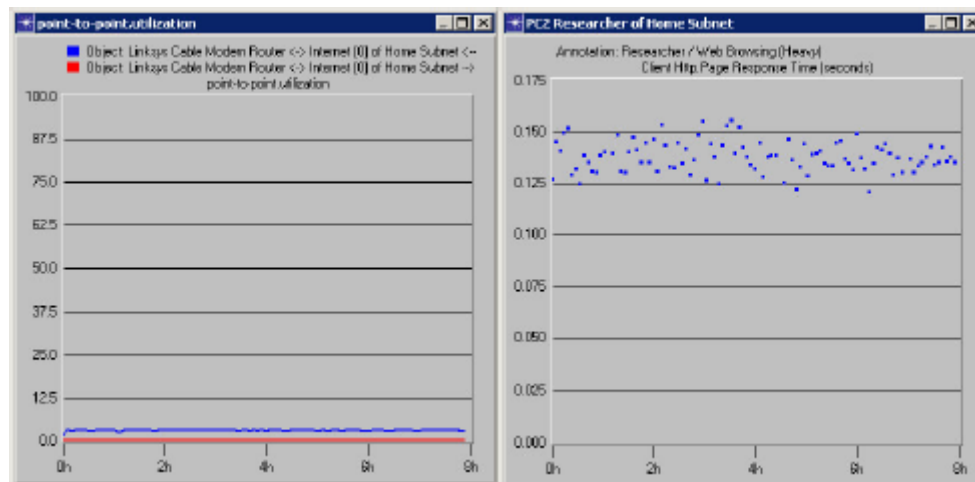 point-to-point.utilization
Object: Linksys Cable Modem Router <-> Internet [0] of Home Subnet <--
Object: Linksys Cable Modem Router <-> Internet [0] of Home Subnet -->
point-to-point.utilization
100.0
87.5
75.0
62.5
50.0
37.5
25.0
12.5
0.0
0h
2h
4h
6h
8h
PC2 Researcher of Home Subnet
Annotation: Researcher / Web Browsing (Heavy)
Client Http.Page Response Time (seconds)
0.175
0.150
0.125
0.100
0.075
0.050
0.025
0.000
0h
2h
4h
6h
8h